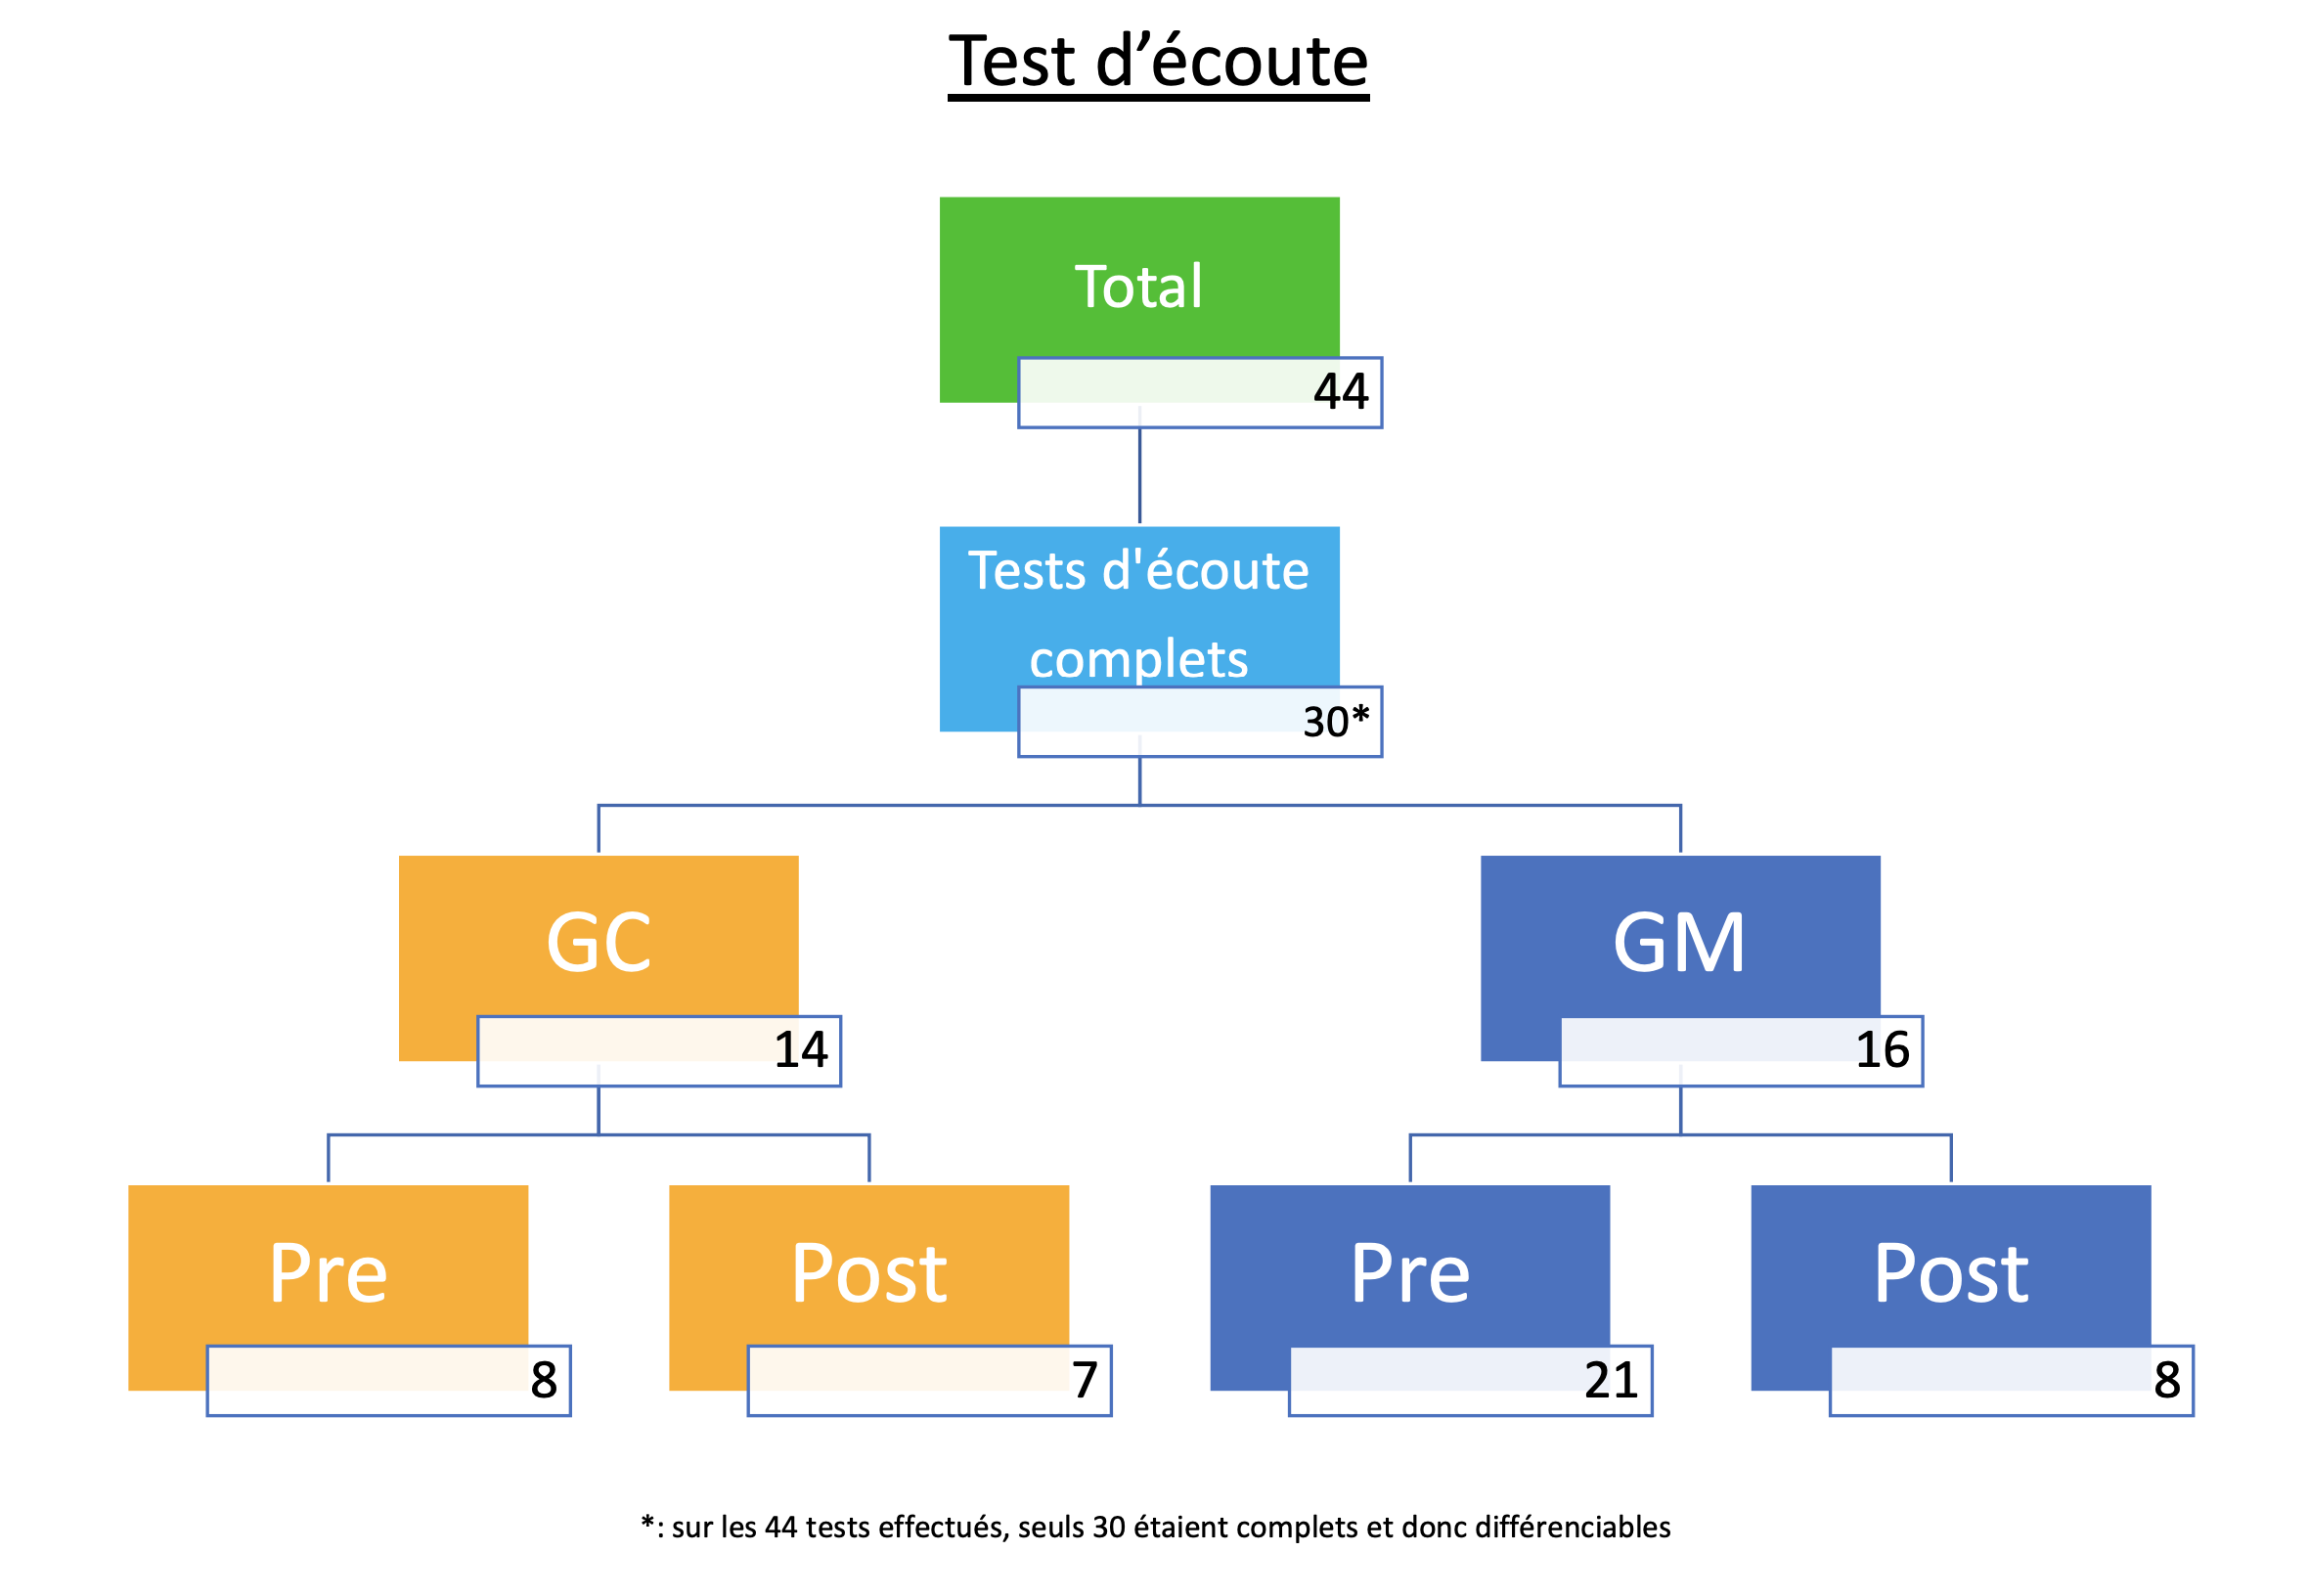 Test d’écoute
Total
44
Tests d'écoute
complets
30*
GC
14
GM
16
Pre
8
Post
7
Pre
21
Post
8
*: sur les 44 tests effectués, seuls 30 étaient complets et donc différenciables